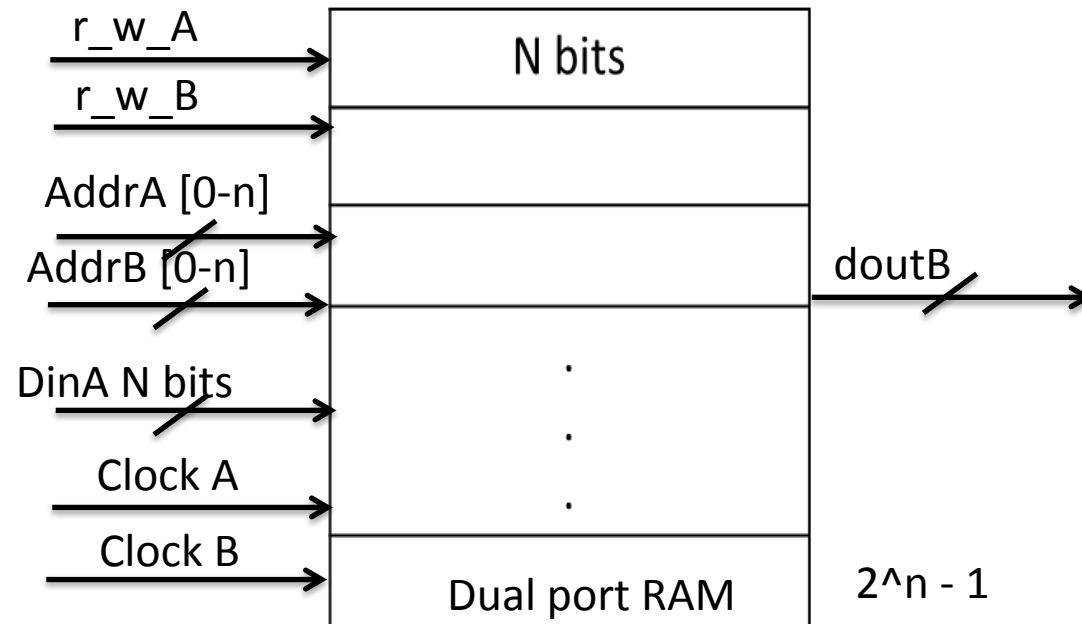 r_w_A
N bits
r_w_B
AddrA [0-n]
AddrB [0-n]
doutB
DinA N bits
Clock A
Clock B
Dual port RAM
2^n - 1